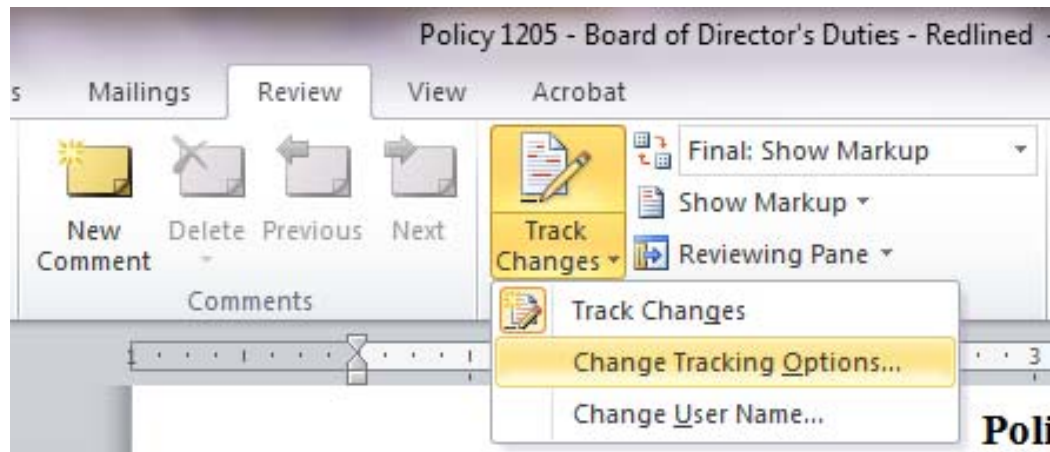 Policy 1205 - Board of Director's Duties - Redlined -
s Mailings Review View Acrobat
New Comment
Delete
Previous
Next
Track Changes
Final: Show Markup
Show Markup
Reviewing Pane
Comments
Track Changes
Change Tracking Options...
Change User Name...
1
3
Poli